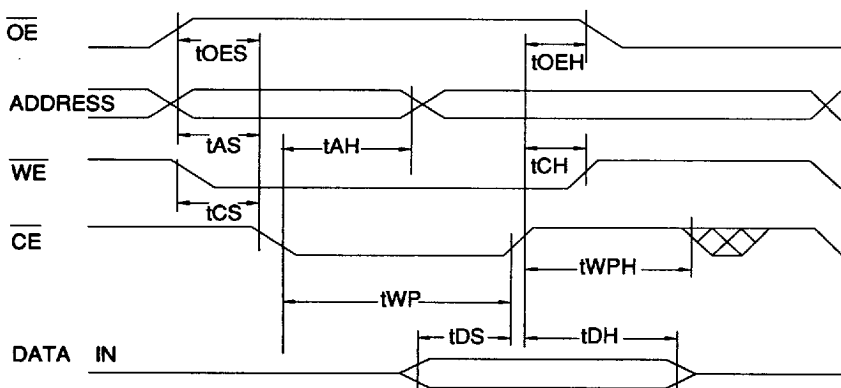 OE
tOES
tOEH
ADDRESS
tAS
tAH
tCH
WE
tCS
CE
tWPH
tWP
tDS
tDH
DATA IN